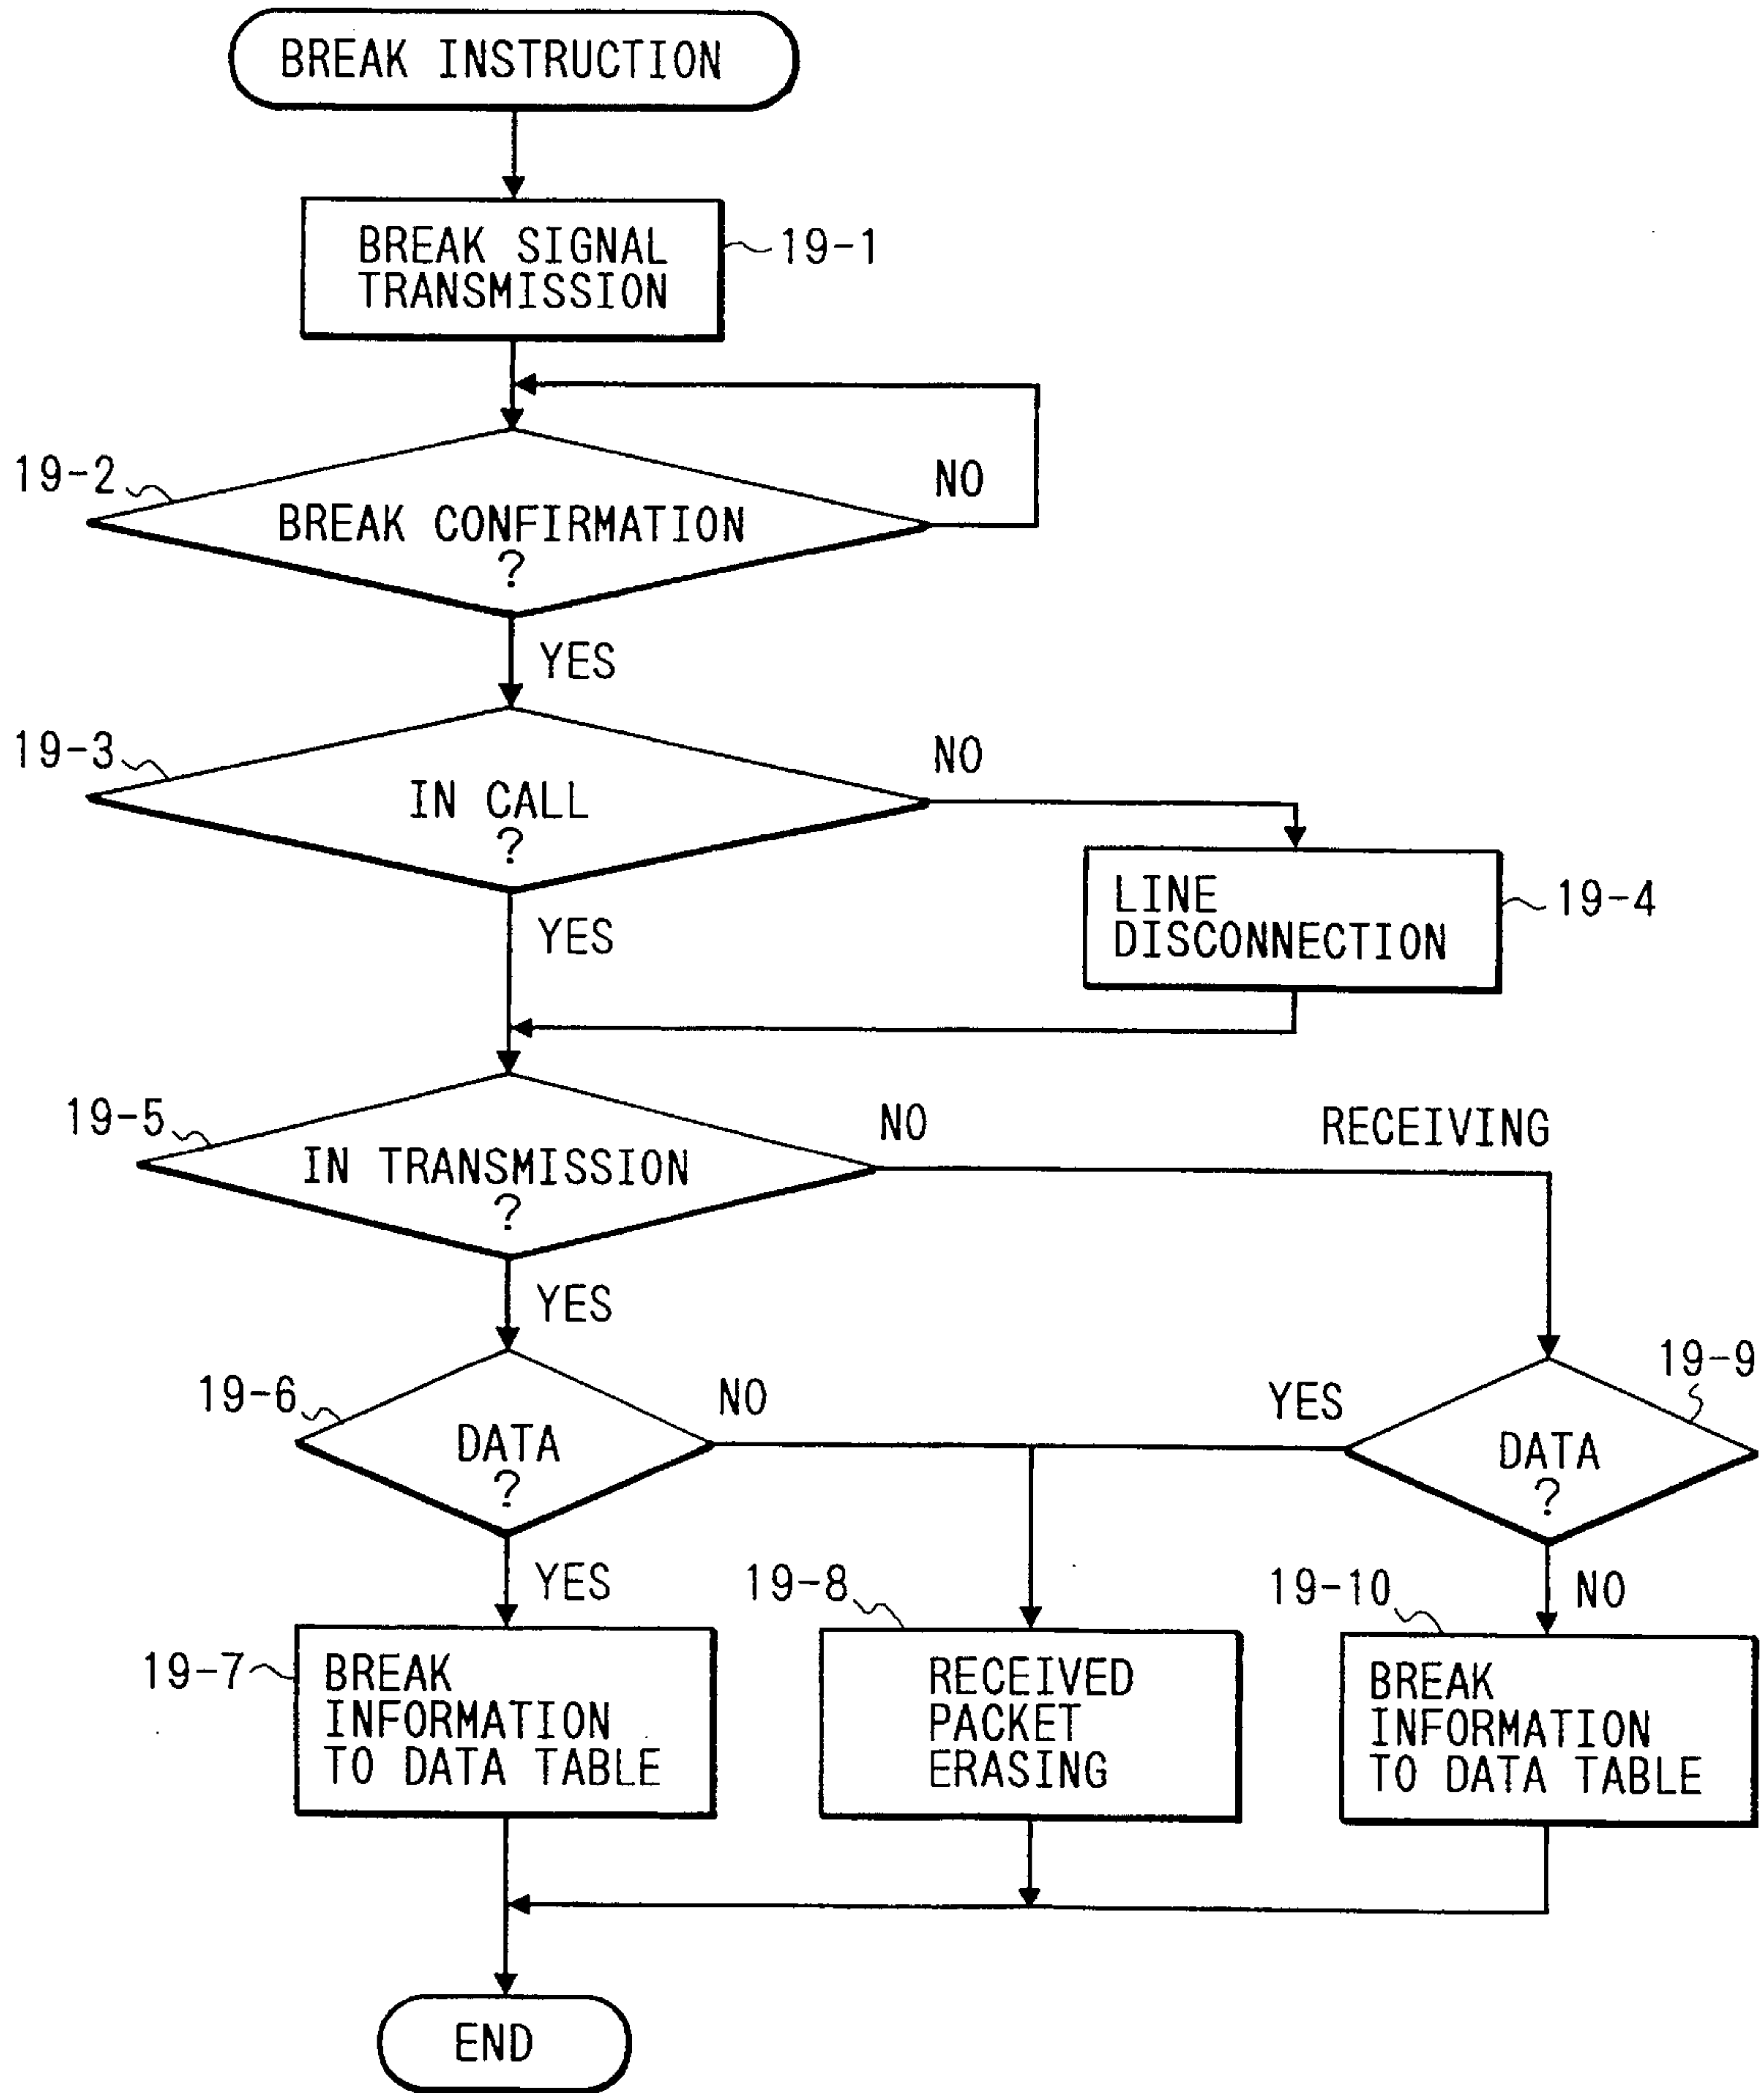 BREAK INSTRUCTION
BREAK SIGNAL
TRANSMISSION
19-1
19-2
BREAK CONFIRMATION
?
NO
YES
19-3
IN CALL
?
NO
YES
LINE
DISCONNECTION
19-4
19-5
IN TRANSMISSION
?
NO
RECEIVING
YES
19-6
DATA
?
NO
YES
19-9
DATA
?
YES
NO
19-7
BREAK
INFORMATION
TO DATA TABLE
19-8
RECEIVED
PACKET
ERASING
19-10
BREAK
INFORMATION
TO DATA TABLE
END